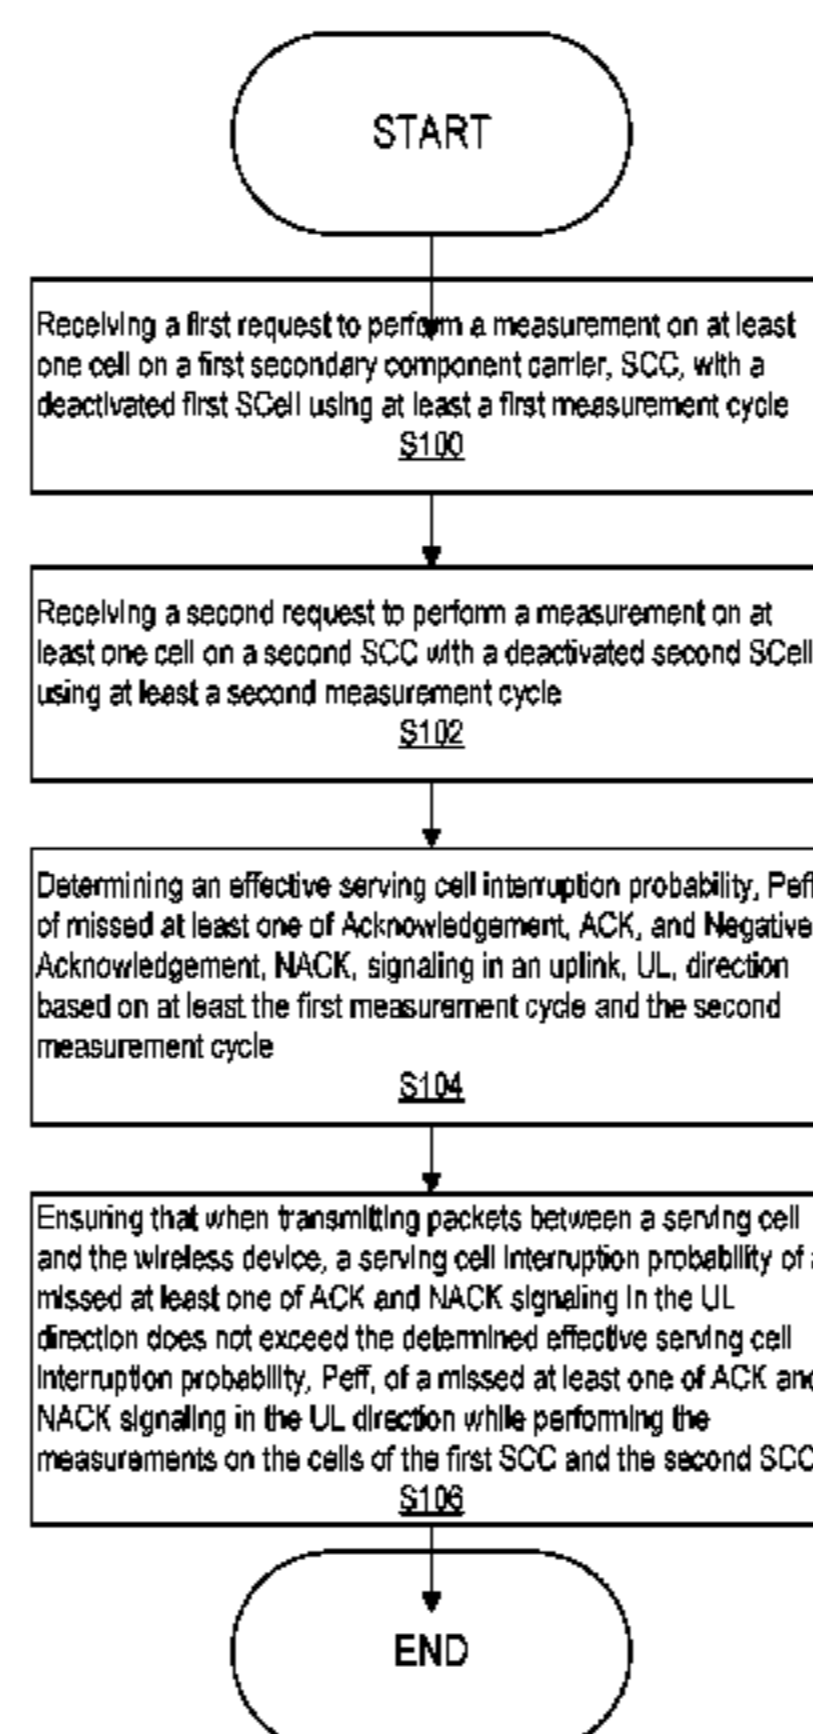 START
Receiving a first request to perform a measurement on at least
one cell on a first secondary component carrier, SCC, with a
deactivated first SCell using at least a first measurement cycle
S100
Receiving a second request to perform a measurement on at
least one cell on a second SCC with a deactivated second SCell
using at least a second measurement cycle
S102
Determining an effective serving cell interruption probability, Peff
of missed at least one of Acknowledgement, ACK, and Negative
Acknowledgement, NACK, signaling in an uplink, UL, direction
based on at least the first measurement cycle and the second
measurement cycle
S104
Ensuring that when transmitting packets between a serving cell
and the wireless device, a serving cell interruption probability of a
missed at least one of ACK and NACK signaling in the UL
direction does not exceed the determined effective serving cell
interruption probability, Peff, of a missed at least one of ACK and
NACK signaling in the UL direction while performing the
measurements on the cells of the first SCC and the second SCC
S106
END